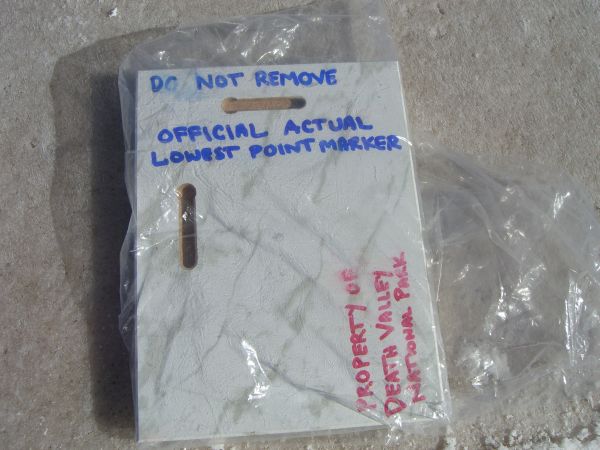 DO NOT REMOVE
OFFICIAL ACTUAL
LOWEST POINT MARKER
PROPERTY OF
DEATH VALLEY
NATIONAL PARK